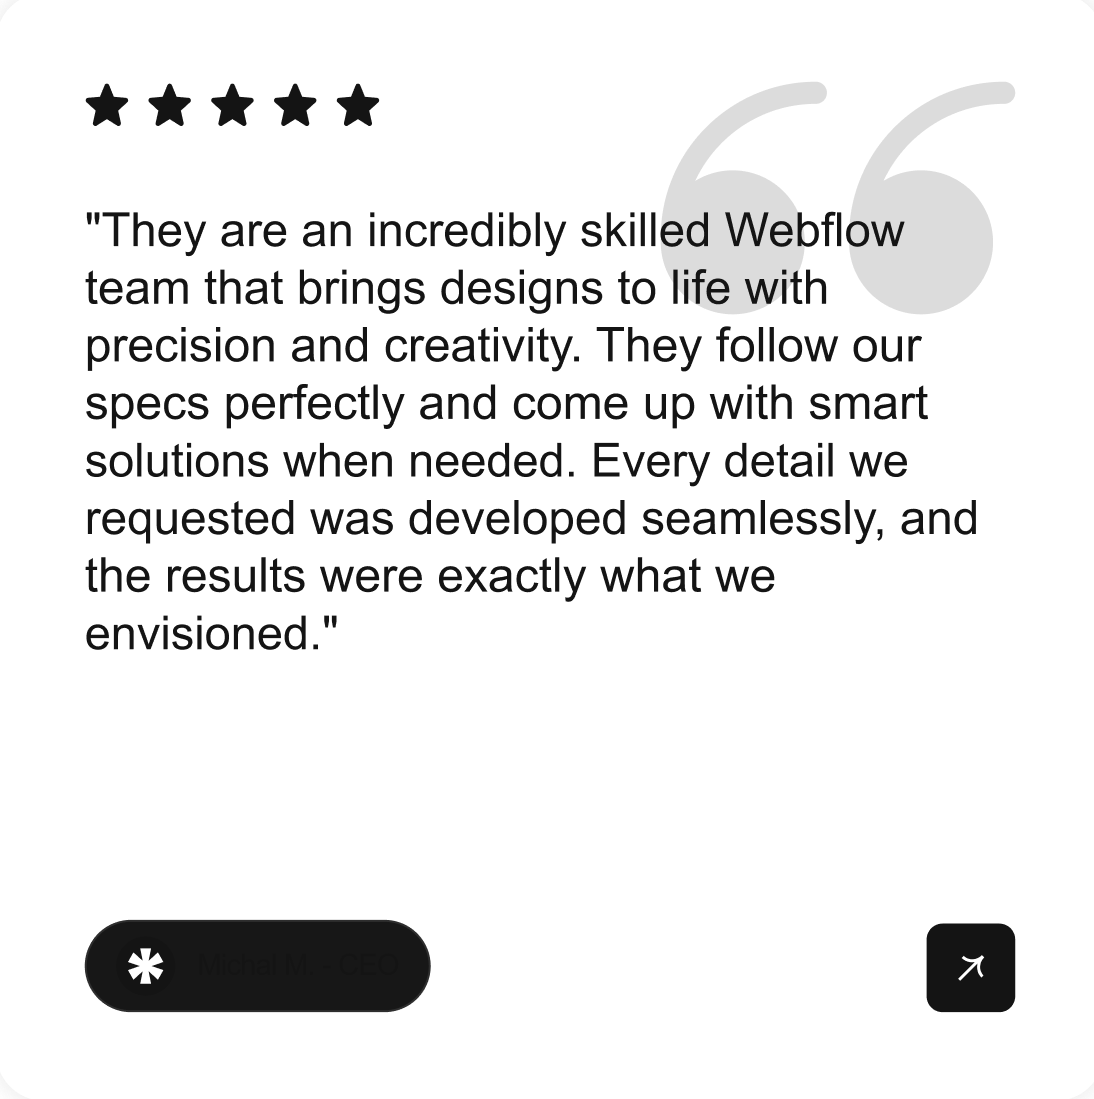 "They are an incredibly skilled Webflow
team that brings designs to life with
precision and creativity. They follow our
specs perfectly and come up with smart
solutions when needed. Every detail we
requested was developed seamlessly, and
the results were exactly what we
envisioned."
Michal M. - CEO